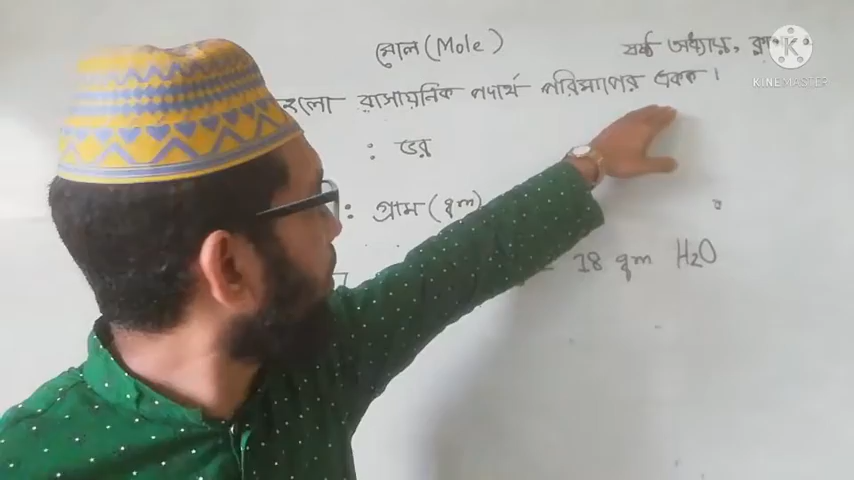 মোল (Mole)
ষষ্ঠ অধ্যায়,
হলো রাসায়নিক পদার্থ পরিমাপের একক।
: ভর
: গ্রাম (gm)
18 gm H₂O
K
KINEMASTER